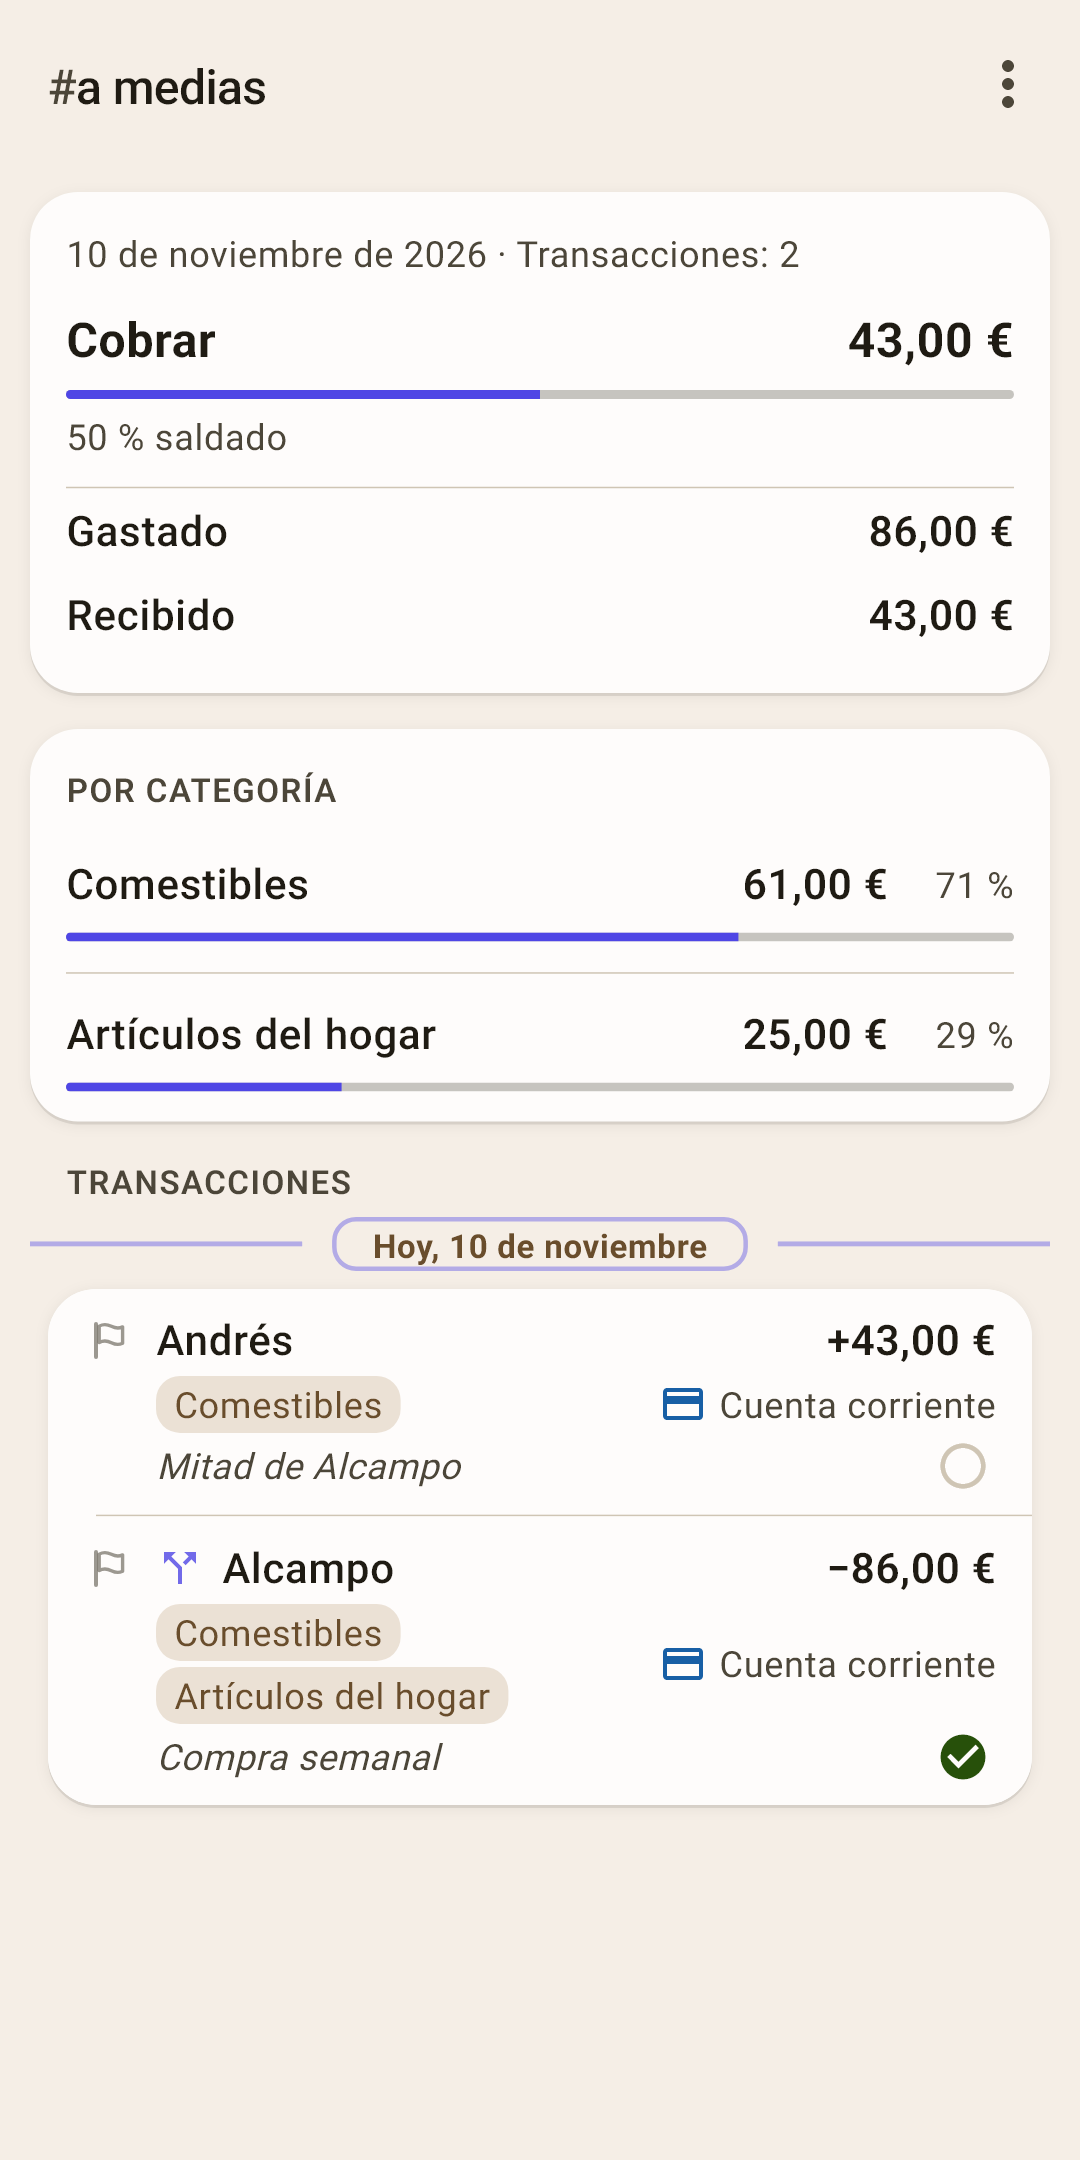 #a medias
10 de noviembre de 2026 · Transacciones: 2
Cobrar 43,00 €
50 % saldado
Gastado 86,00 €
Recibido 43,00 €
POR CATEGORÍA
Comestibles 61,00 € 71 %
Artículos del hogar 25,00 € 29 %
TRANSACCIONES
Hoy, 10 de noviembre
Andrés +43,00 €
Comestibles Cuenta corriente
Mitad de Alcampo
Alcampo −86,00 €
Comestibles
Cuenta corriente
Artículos del hogar
Compra semanal